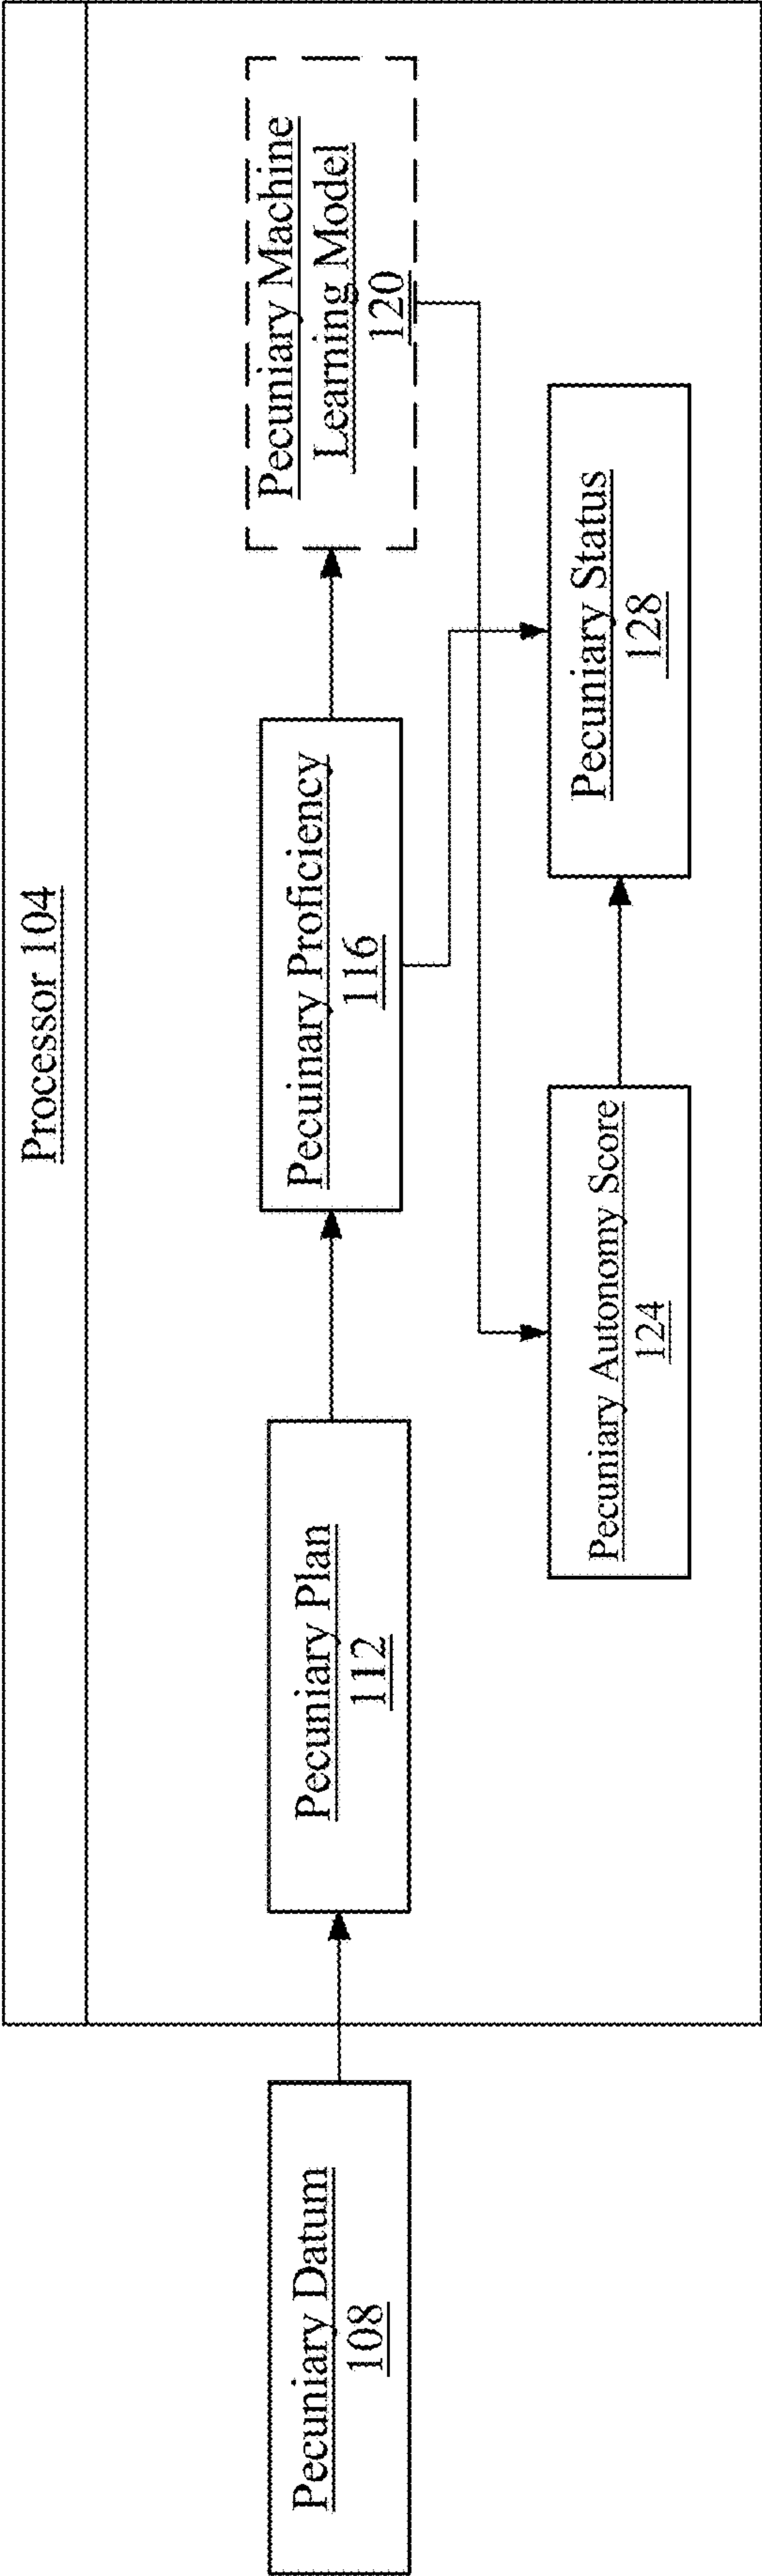 Processor 104
Pecuniary Datum
108
Pecuniary Plan
112
Pecuinary Proficiency
116
Pecuniary Machine
Learning Model
120
Pecuniary Autonomy Score
124
Pecuniary Status
128